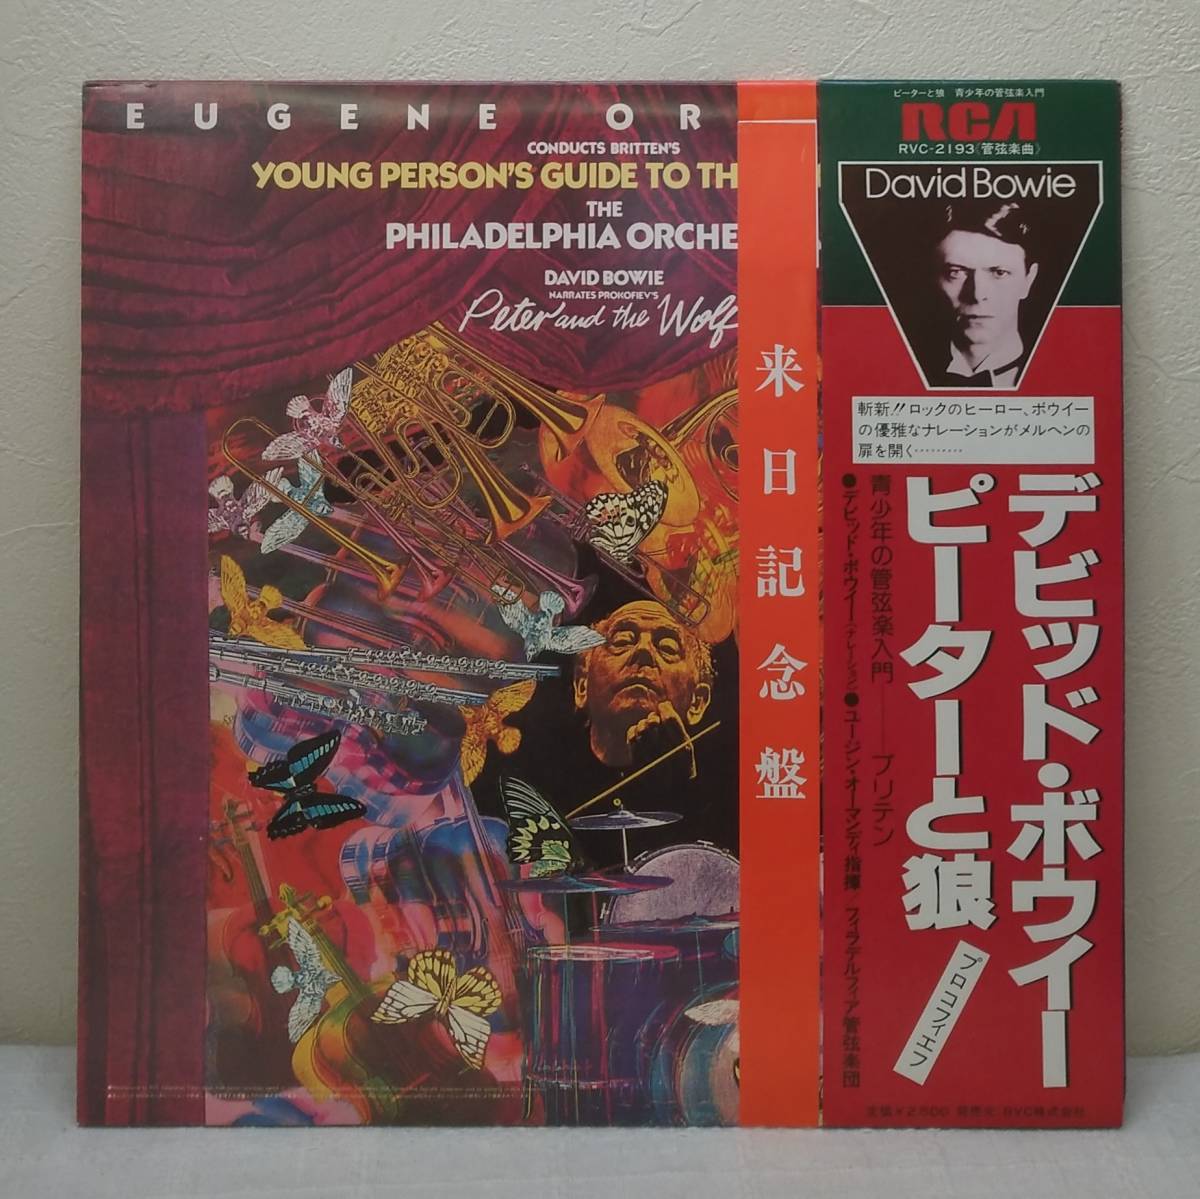 EUGENE OR
CONDUCTS BRITTEN'S
YOUNG PERSON'S GUIDE TO TH
THE
PHILADELPHIA ORCHE
DAVID BOWIE
NARRATES PROKOFIEV'S
Peter and the Wolf
来日記念盤
ピーターと狼 青少年の管弦楽入門
RCA
RVC-2193《管弦楽曲》
David Bowie
斬新!!ロックのヒーロー、ボウイー
の優雅なナレーションがメルヘンの
扉を開く………
デビッド・ボウイー
ピーターと狼
プロコフィエフ
青少年の管弦楽入門——ブリテン
●デビッド・ボウイー(ナレーション)●ユージン・オーマンディ指揮 フィラデルフィア管弦楽団
定価¥2,500 発売元 RVC株式会社